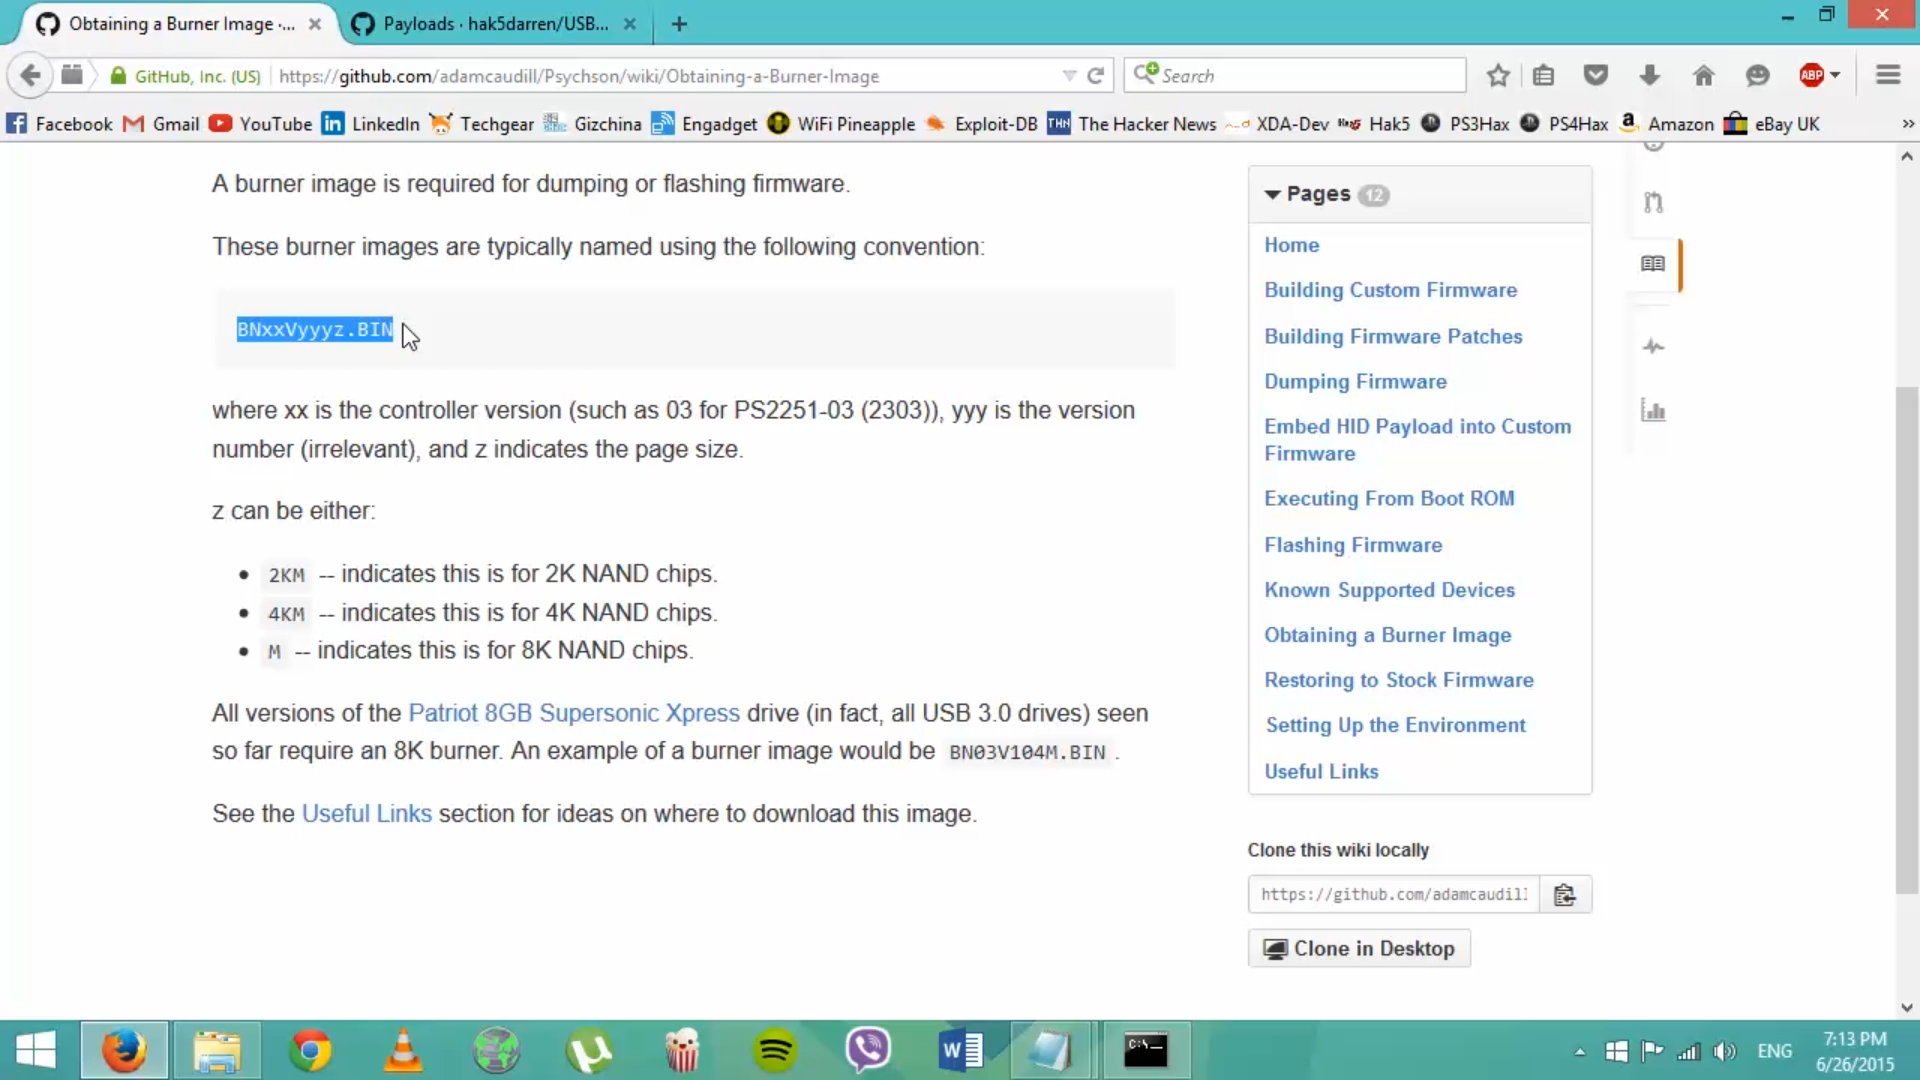 Obtaining a Burner Image ·...
Payloads · hak5darren/USB...
GitHub, Inc. (US)
https://github.com/adamcaudill/Psychson/wiki/Obtaining-a-Burner-Image
Search
ABP
Facebook
Gmail
YouTube
LinkedIn
Techgear
Gizchina
Engadget
WiFi Pineapple
Exploit-DB
THN
The Hacker News
XDA-Dev
Hak5
PS3Hax
PS4Hax
Amazon
eBay UK
A burner image is required for dumping or flashing firmware.
These burner images are typically named using the following convention:
BNxxVyyyz.BIN
where xx is the controller version (such as 03 for PS2251-03 (2303)), yyy is the version
number (irrelevant), and z indicates the page size.
z can be either:
2KM -- indicates this is for 2K NAND chips.
4KM -- indicates this is for 4K NAND chips.
M -- indicates this is for 8K NAND chips.
All versions of the Patriot 8GB Supersonic Xpress drive (in fact, all USB 3.0 drives) seen
so far require an 8K burner. An example of a burner image would be BN03V104M.BIN .
See the Useful Links section for ideas on where to download this image.
Pages 12
Home
Building Custom Firmware
Building Firmware Patches
Dumping Firmware
Embed HID Payload into Custom
Firmware
Executing From Boot ROM
Flashing Firmware
Known Supported Devices
Obtaining a Burner Image
Restoring to Stock Firmware
Setting Up the Environment
Useful Links
Clone this wiki locally
https://github.com/adamcaudill
Clone in Desktop
ENG
7:13 PM
6/26/2015